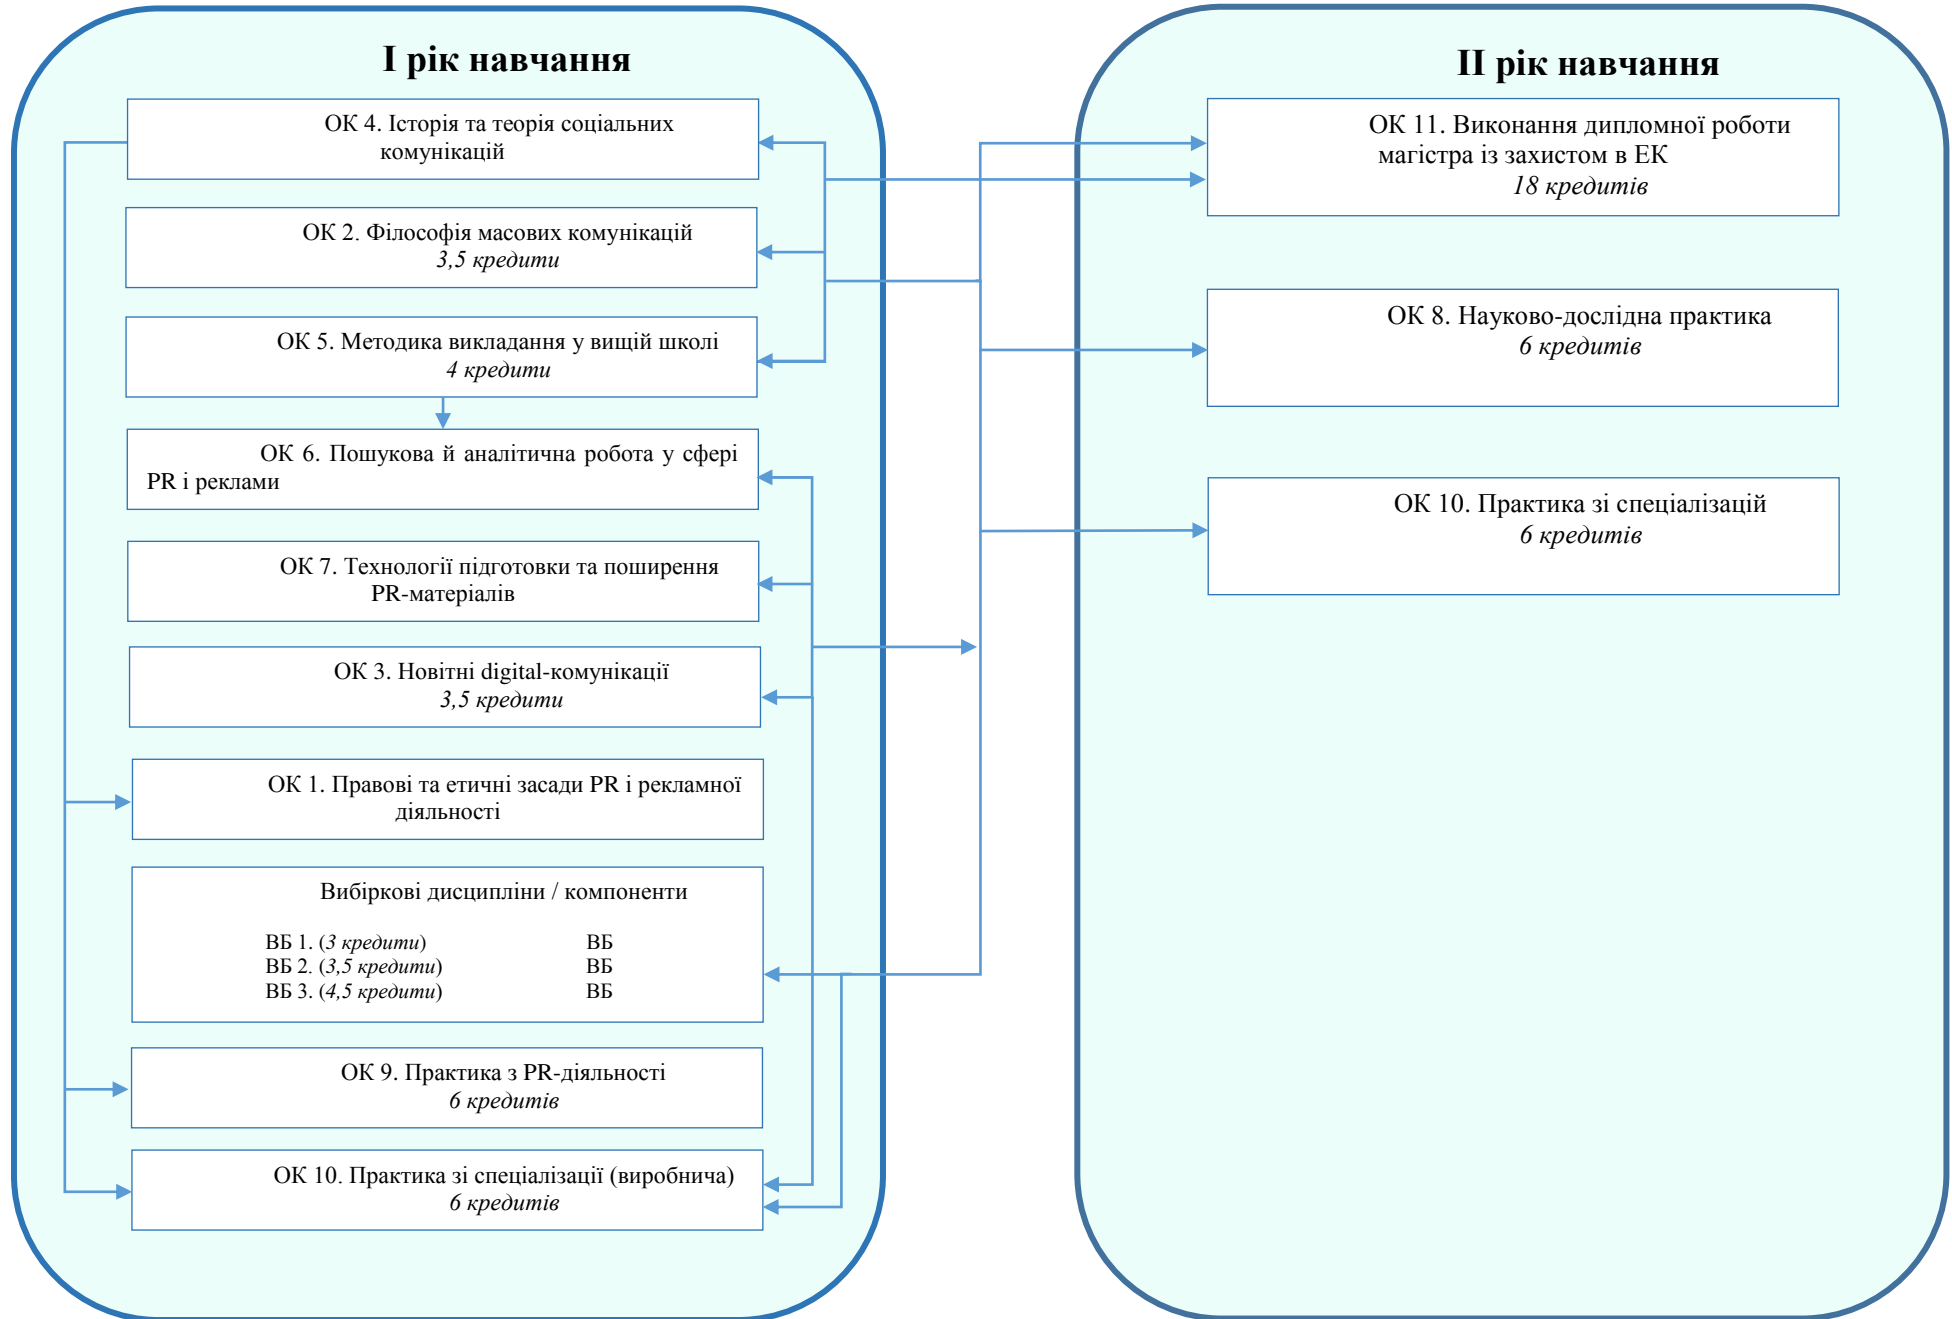 І рік навчання
ОК 4. Історія та теорія соціальних
комунікацій
ОК 2. Філософія масових комунікацій
3,5 кредити
ОК 5. Методика викладання у вищій школі
4 кредити
ОК 6. Пошукова й аналітична робота у сфері
PR і реклами
ОК 7. Технології підготовки та поширення
PR-матеріалів
ОК 3. Новітні digital-комунікації
3,5 кредити
ОК 1. Правові та етичні засади PR і рекламної
діяльності
Вибіркові дисципліни / компоненти
ВБ 1. (3 кредити) ВБ
ВБ 2. (3,5 кредити) ВБ
ВБ 3. (4,5 кредити) ВБ
ОК 9. Практика з PR-діяльності
6 кредитів
ОК 10. Практика зі спеціалізації (виробнича)
6 кредитів
ІІ рік навчання
ОК 11. Виконання дипломної роботи
магістра із захистом в ЕК
18 кредитів
ОК 8. Науково-дослідна практика
6 кредитів
ОК 10. Практика зі спеціалізацій
6 кредитів